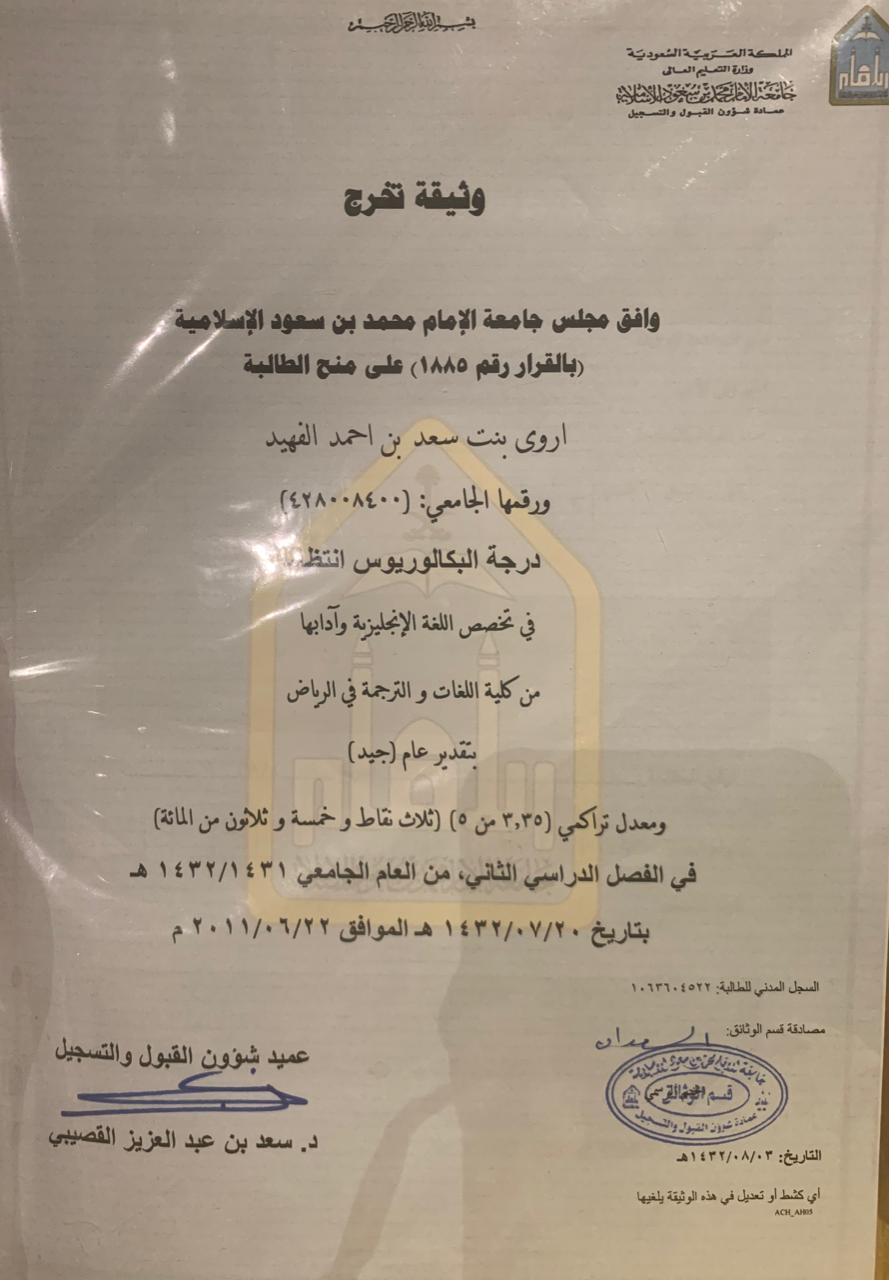 بسم الله الرحمن الرحيم
المملكة العربية السعودية
وزارة التعليم العالي
جامعة الإمام محمد بن سعود الإسلامية
عمادة شؤون القبول والتسجيل
وثيقة تخرج
وافق مجلس جامعة الإمام محمد بن سعود الإسلامية
(بالقرار رقم ١٨٨٥) على منح الطالبة
اروى بنت سعد بن احمد الفهيد
ورقمها الجامعي: (٤٢٨٠٠٨٤٠٠)
درجة البكالوريوس
في تخصص اللغة الإنجليزية وآدابها
من كلية اللغات و الترجمة في الرياض
بتقدير عام (جيد)
ومعدل تراكمي (٣,٣٥ من ٥) (ثلاث نقاط و خمسة و ثلاثون من المائة)
في الفصل الدراسي الثاني، من العام الجامعي ١٤٣٢/١٤٣١ هـ
بتاريخ ١٤٣٢/٠٧/٢٠ هـ الموافق ٢٠١١/٠٦/٢٢ م
السجل المدني للطالبة: ١٠٦٣٦٠٤٥٢٢
مصادقة قسم الوثائق:
قسم الوثائق
عمادة شؤون القبول والتسجيل
التاريخ: ١٤٣٢/٠٨/٠٣هـ
أي كشط أو تعديل في هذه الوثيقة يلغيها
ACH_AH05
عميد شؤون القبول والتسجيل
د. سعد بن عبد العزيز القصيبي